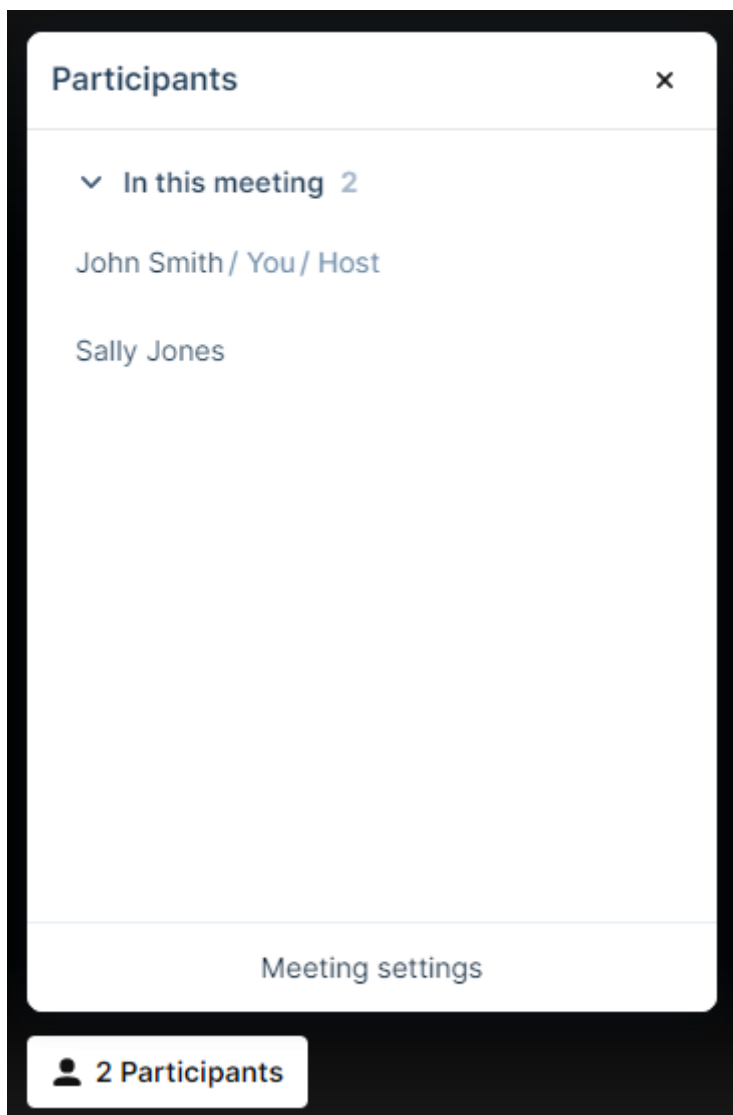 Participants
In this meeting 2
John Smith / You / Host
Sally Jones
Meeting settings
2 Participants